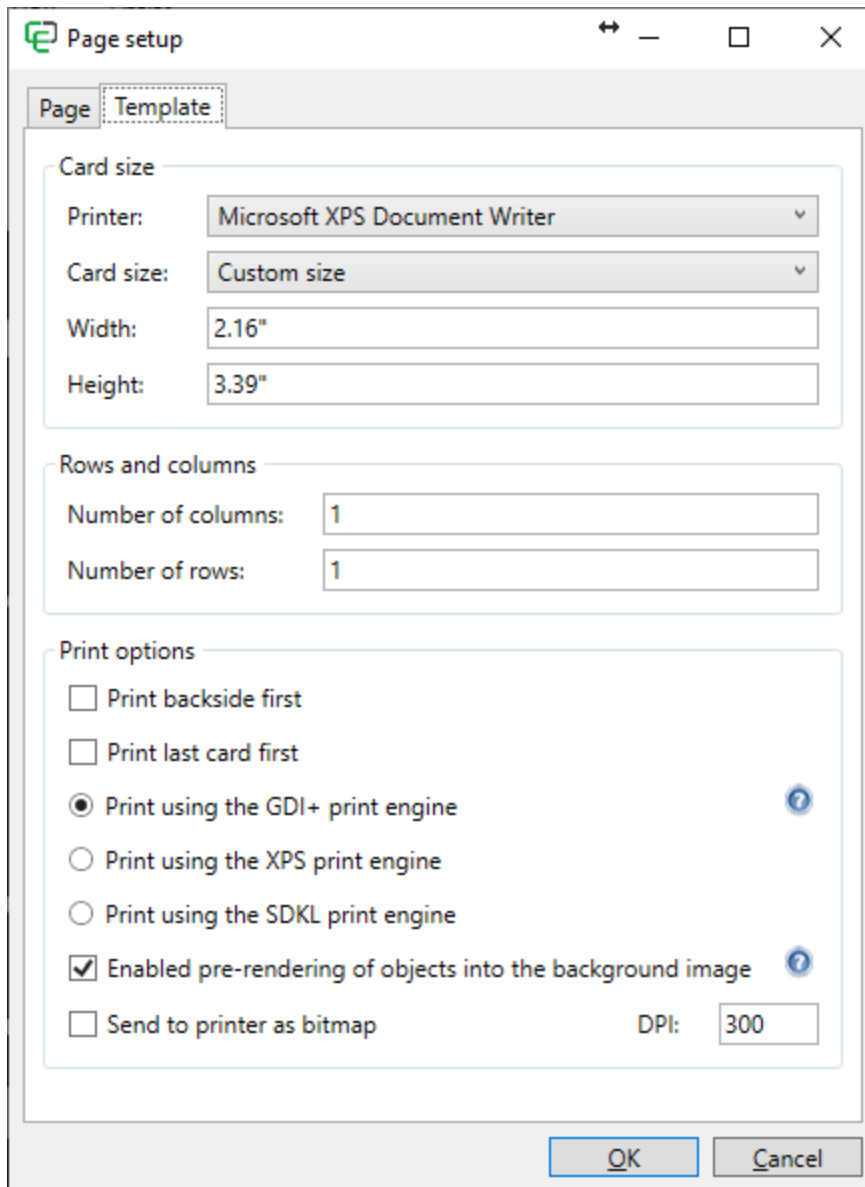 Page setup
Page Template
Card size
Printer: Microsoft XPS Document Writer
Card size: Custom size
Width: 2.16"
Height: 3.39"
Rows and columns
Number of columns: 1
Number of rows: 1
Print options
Print backside first
Print last card first
Print using the GDI+ print engine
Print using the XPS print engine
Print using the SDKL print engine
Enabled pre-rendering of objects into the background image
Send to printer as bitmap DPI: 300
OK Cancel